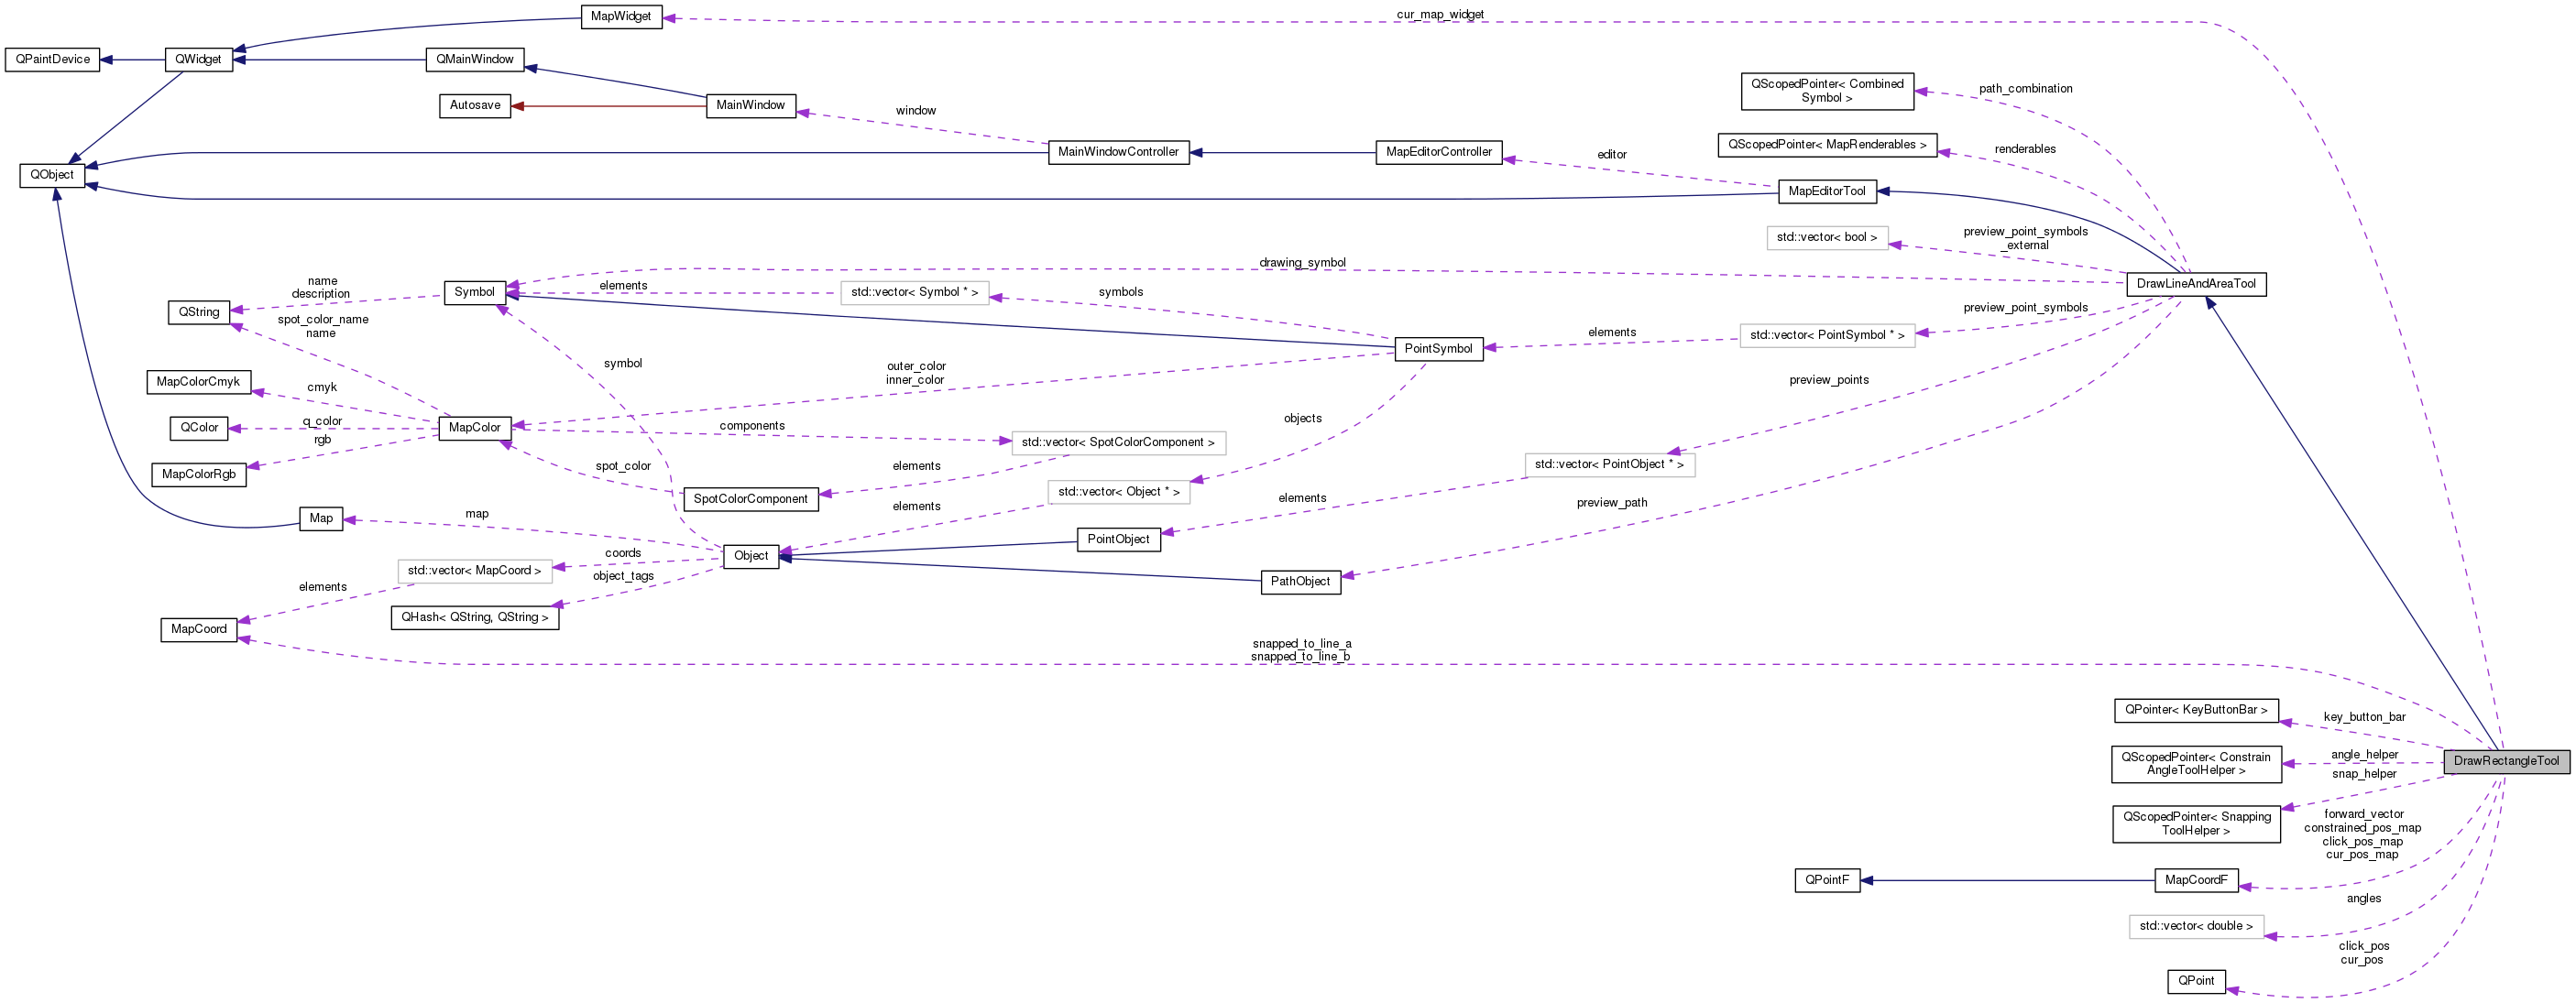 MapWidget
cur_map_widget
QPaintDevice
QWidget
QMainWindow
Autosave
MainWindow
window
QScopedPointer< Combined
Symbol >
path_combination
QObject
MainWindowController
MapEditorController
editor
QScopedPointer< MapRenderables >
renderables
MapEditorTool
std::vector< bool >
preview_point_symbols
_external
drawing_symbol
DrawLineAndAreaTool
name
description
Symbol
elements
std::vector< Symbol * >
symbols
QString
spot_color_name
name
preview_point_symbols
std::vector< PointSymbol * >
elements
PointSymbol
symbol
outer_color
inner_color
MapColorCmyk
cmyk
preview_points
QColor
q_color
rgb
MapColor
components
std::vector< SpotColorComponent >
objects
MapColorRgb
spot_color
elements
std::vector< PointObject * >
SpotColorComponent
std::vector< Object * >
elements
preview_path
Map
map
elements
PointObject
Object
coords
std::vector< MapCoord >
object_tags
PathObject
elements
QHash< QString, QString >
MapCoord
snapped_to_line_a
snapped_to_line_b
QPointer< KeyButtonBar >
key_button_bar
QScopedPointer< Constrain
AngleToolHelper >
angle_helper
DrawRectangleTool
snap_helper
QScopedPointer< Snapping
ToolHelper >
forward_vector
constrained_pos_map
click_pos_map
cur_pos_map
QPointF
MapCoordF
angles
std::vector< double >
click_pos
cur_pos
QPoint